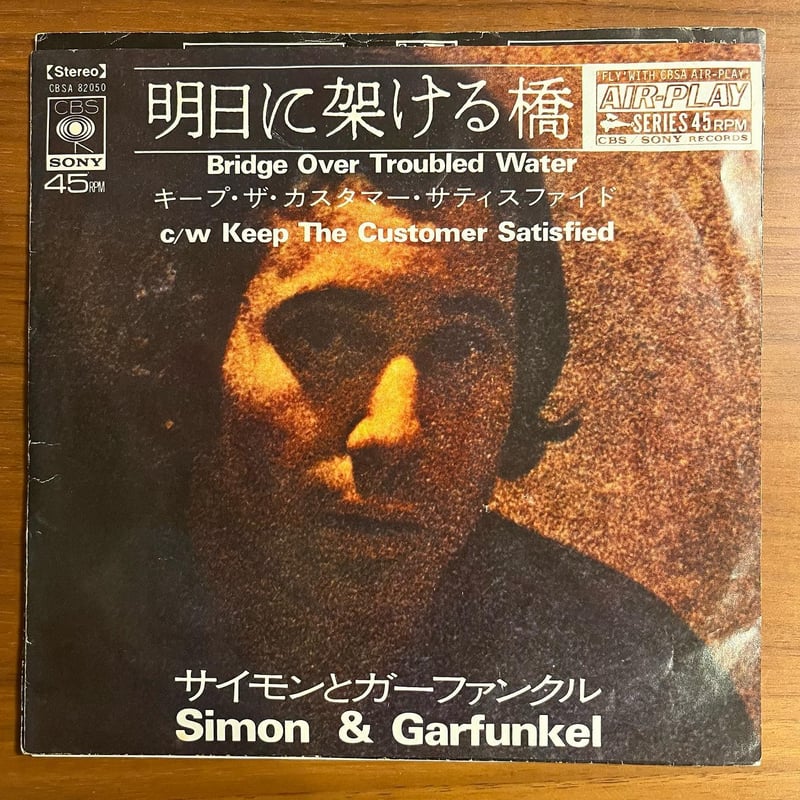 【Stereo】
CBSA 82050
CBS
SONY
45RPM
明日に架ける橋
"FLY" WITH CBSA AIR-PLAY
AIR-PLAY
SERIES 45 RPM
CBS / SONY RECORDS
Bridge Over Troubled Water
キープ・ザ・カスタマー・サティスファイド
c/w Keep The Customer Satisfied
サイモンとガーファンクル
Simon & Garfunkel